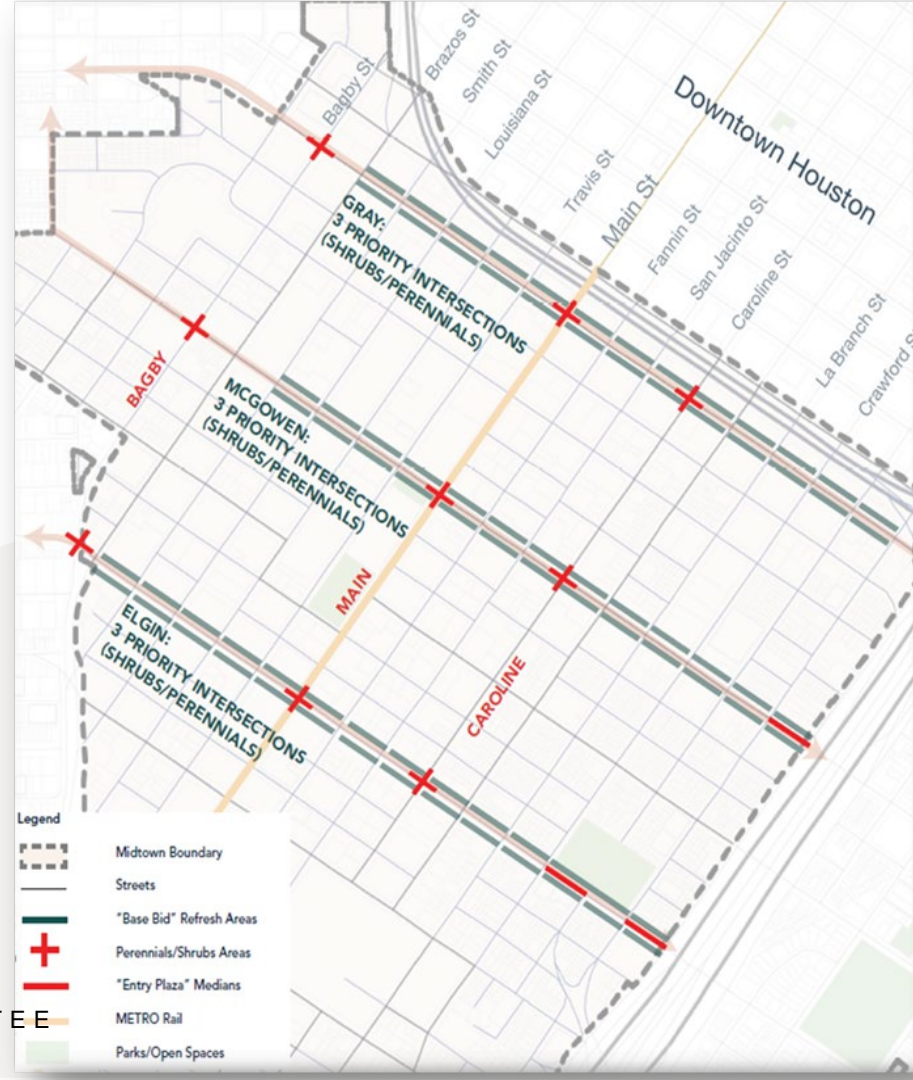 Brazos St
Smith St
Bagby St
Louisiana St
Downtown Houston
Travis St
Main St
Fannin St
San Jacinto St
Caroline St
La Branch St
Crawford S
GRAY:
3 PRIORITY INTERSECTIONS
(SHRUBS/PERENNIALS)
BAGBY
MCGOWEN:
3 PRIORITY INTERSECTIONS
(SHRUBS/PERENNIALS)
MAIN
ELGIN:
3 PRIORITY INTERSECTIONS
(SHRUBS/PERENNIALS)
CAROLINE
Legend
Midtown Boundary
Streets
"Base Bid" Refresh Areas
Perennials/Shrubs Areas
"Entry Plaza" Medians
METRO Rail
Parks/Open Spaces
TEE